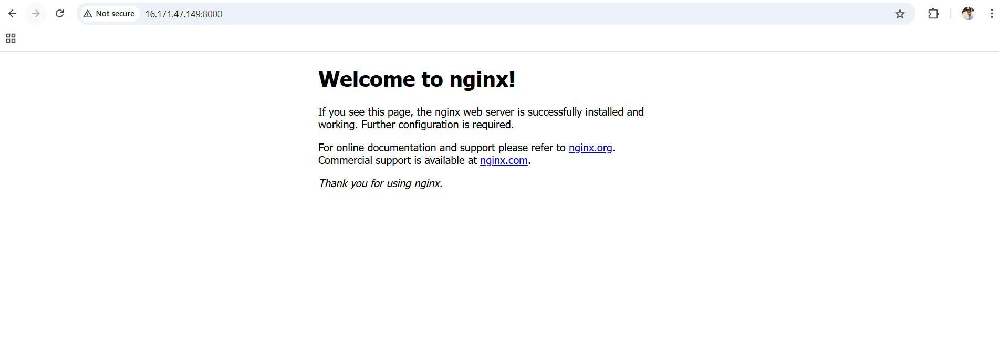 Not secure
16.171.47.149:8000
Welcome to nginx!
If you see this page, the nginx web server is successfully installed and
working. Further configuration is required.
For online documentation and support please refer to nginx.org.
Commercial support is available at nginx.com.
Thank you for using nginx.